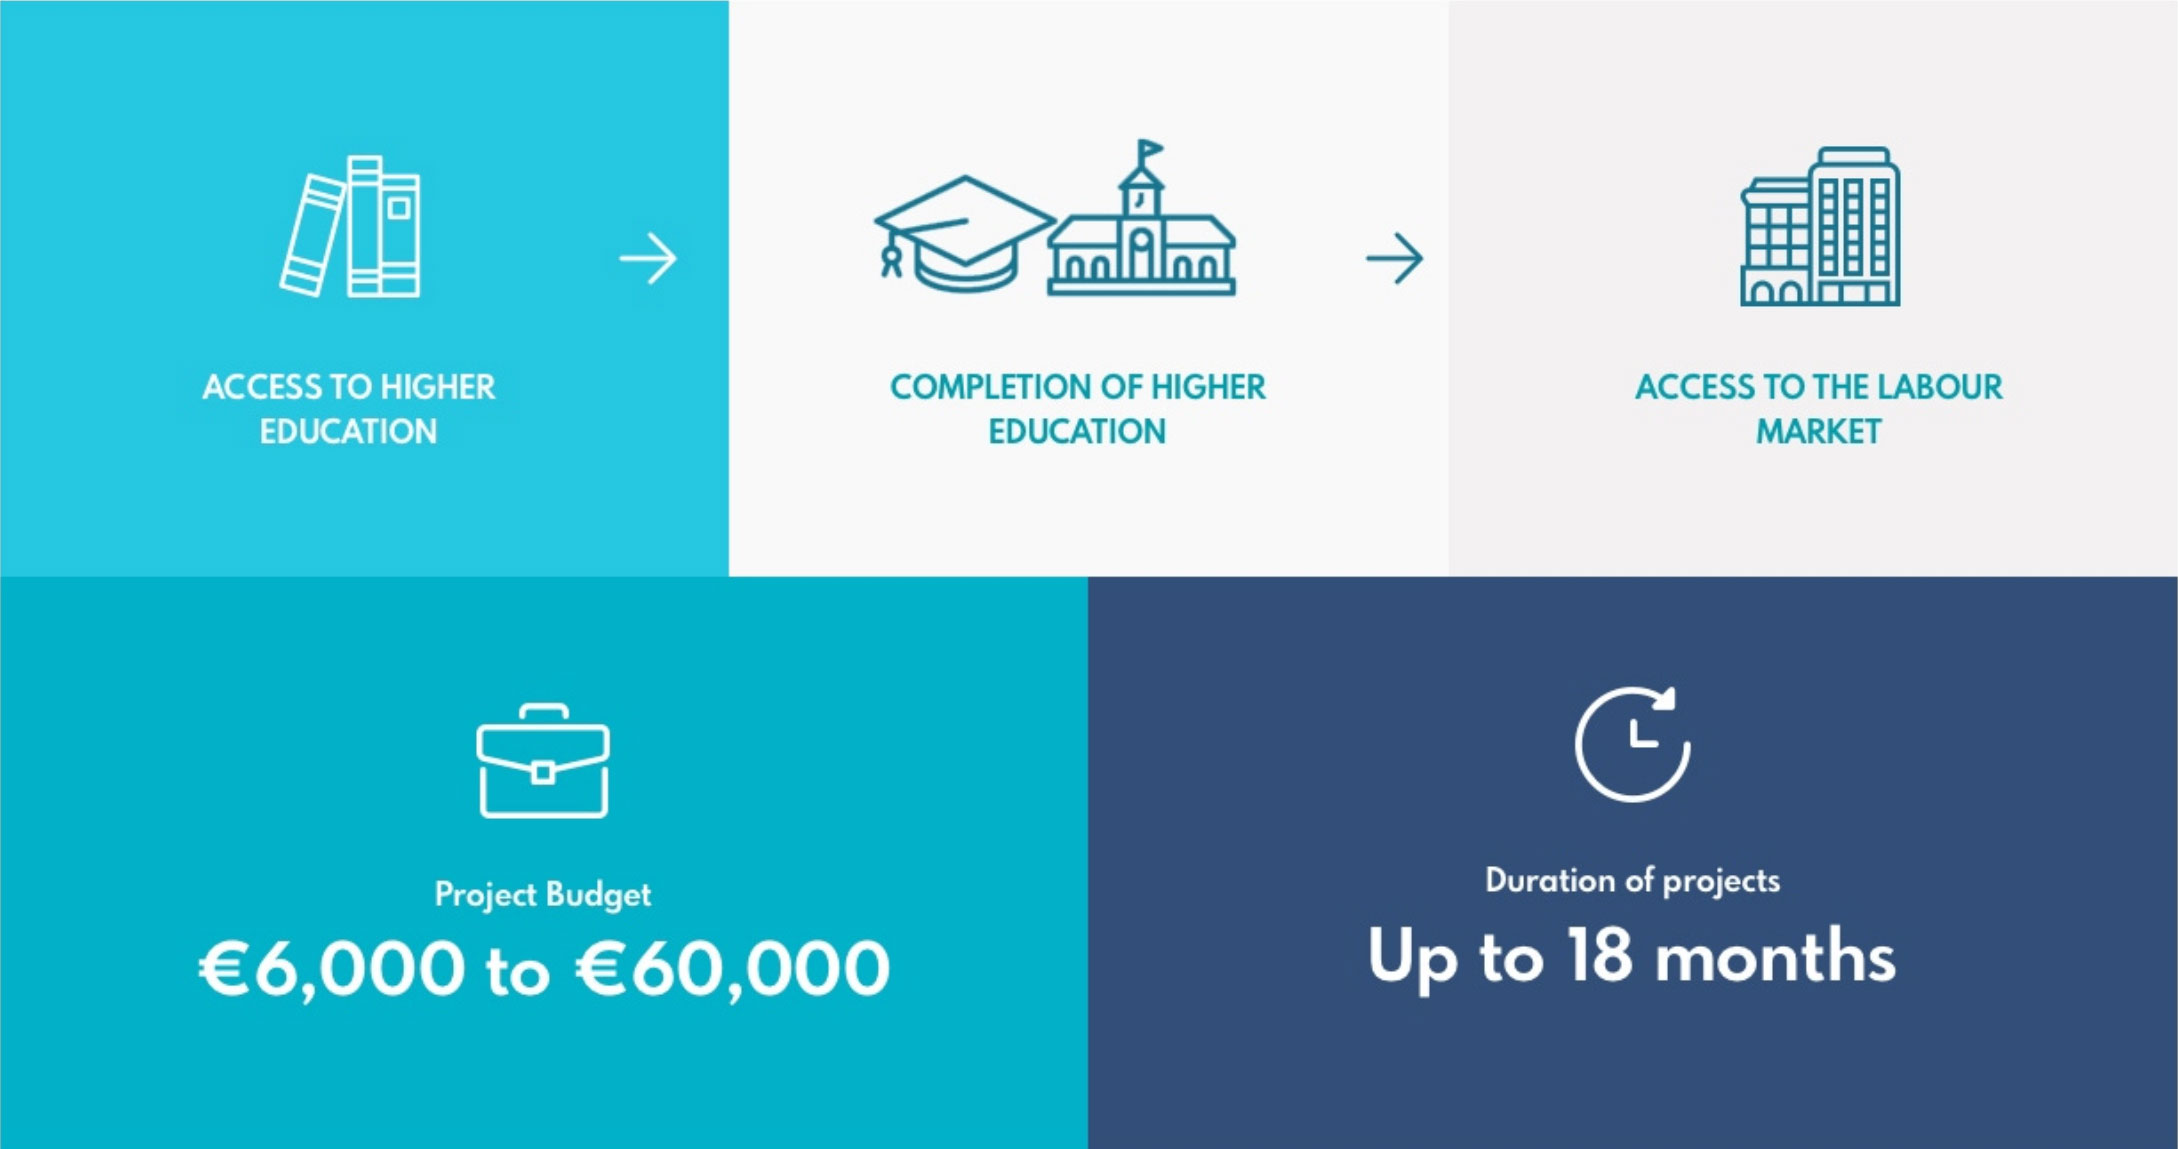 ACCESS TO HIGHER
EDUCATION
COMPLETION OF HIGHER
EDUCATION
ACCESS TO THE LABOUR
MARKET
Project Budget
€6,000 to €60,000
Duration of projects
Up to 18 months